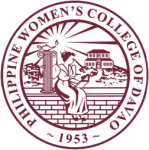 PHILIPPINE WOMEN'S COLLEGE OF DAVAO
~ 1953 ~